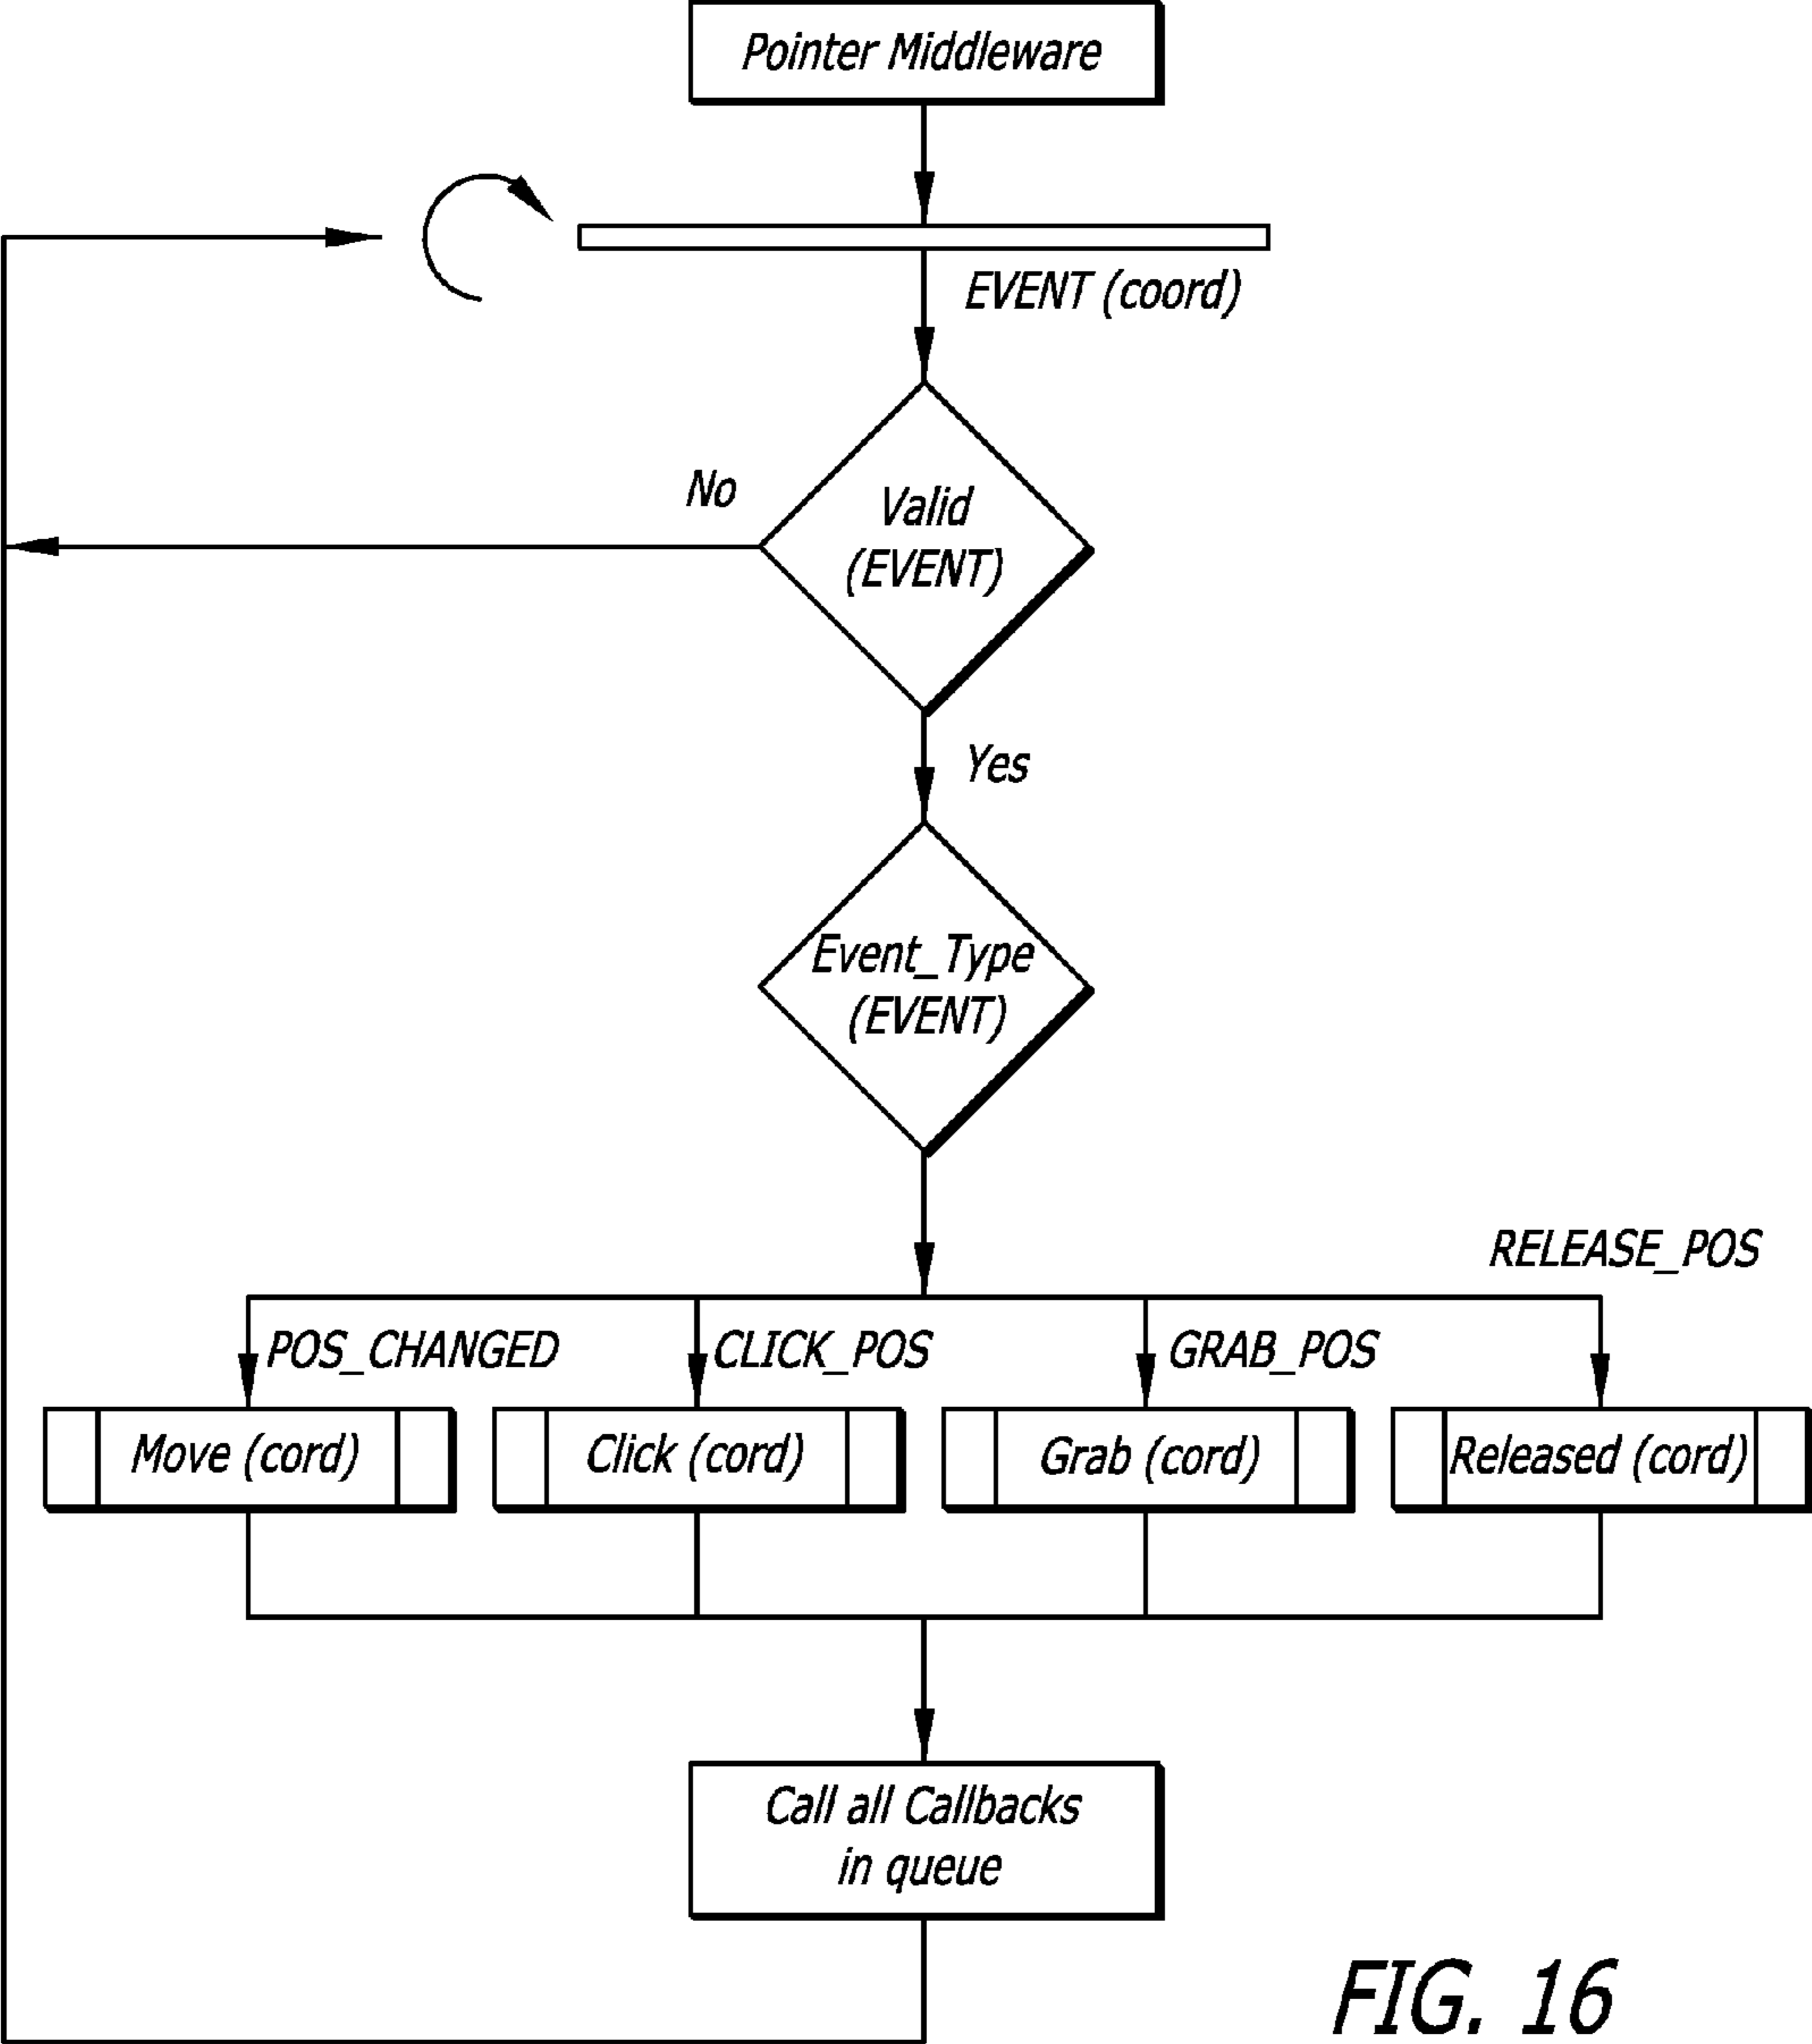 Pointer Middleware
EVENT (coord)
No
Valid
(EVENT)
Yes
Event_Type
(EVENT)
RELEASE_POS
POS_CHANGED
CLICK_POS
GRAB_POS
Move (cord)
Click (cord)
Grab (cord)
Released (cord)
Call all Callbacks
in queue
FIG. 16